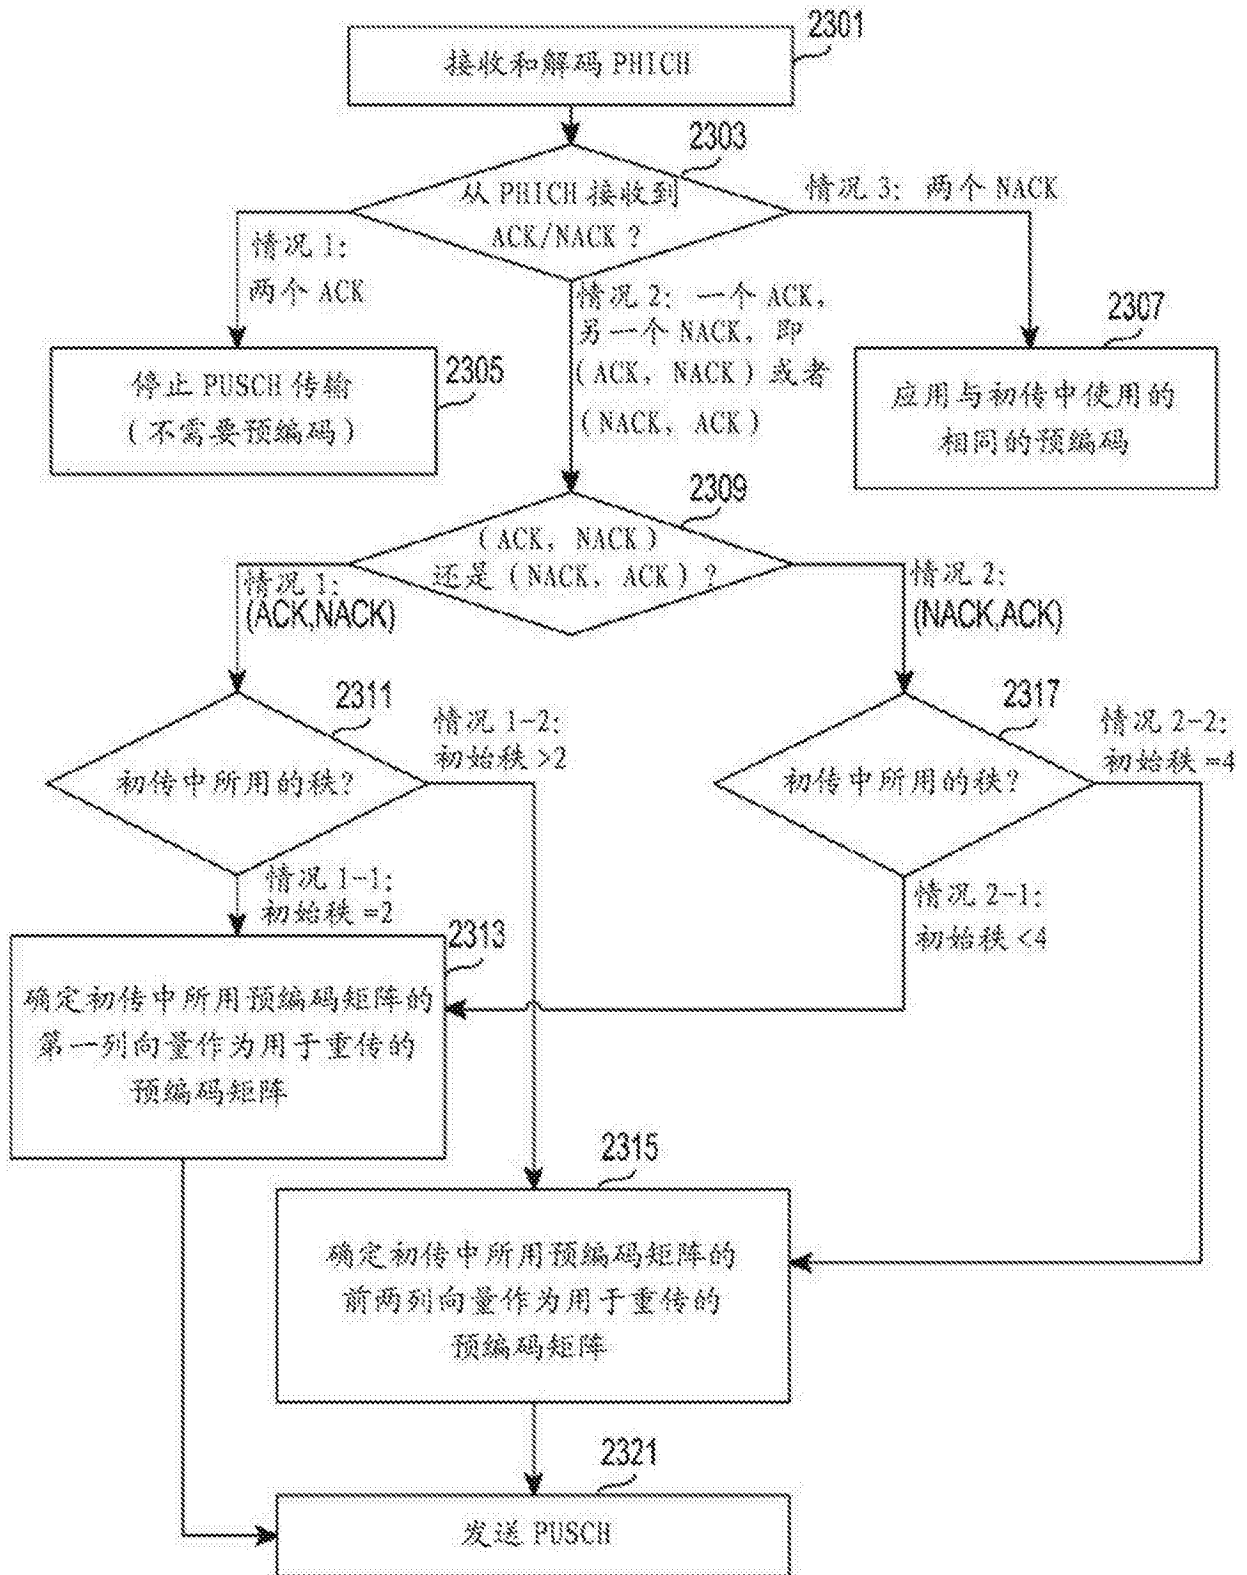 2301
接收和解码 PHICH
2303
从 PHICH 接收到
ACK/NACK？
情况 3：两个 NACK
情况 1：
两个 ACK
情况 2：一个 ACK，
另一个 NACK，即
(ACK，NACK) 或者
(NACK，ACK)
2305
停止 PUSCH 传输
(不需要预编码)
2307
应用与初传中使用的
相同的预编码
2309
(ACK，NACK)
还是 (NACK，ACK)？
情况 1：
(ACK,NACK)
情况 2：
(NACK,ACK)
2311
初传中所用的秩?
情况 1-2：
初始秩 >2
2317
初传中所用的秩?
情况 2-2：
初始秩 =4
情况 1-1：
初始秩 =2
情况 2-1：
初始秩 <4
2313
确定初传中所用预编码矩阵的
第一列向量作为用于重传的
预编码矩阵
2315
确定初传中所用预编码矩阵的
前两列向量作为用于重传的
预编码矩阵
2321
发送 PUSCH